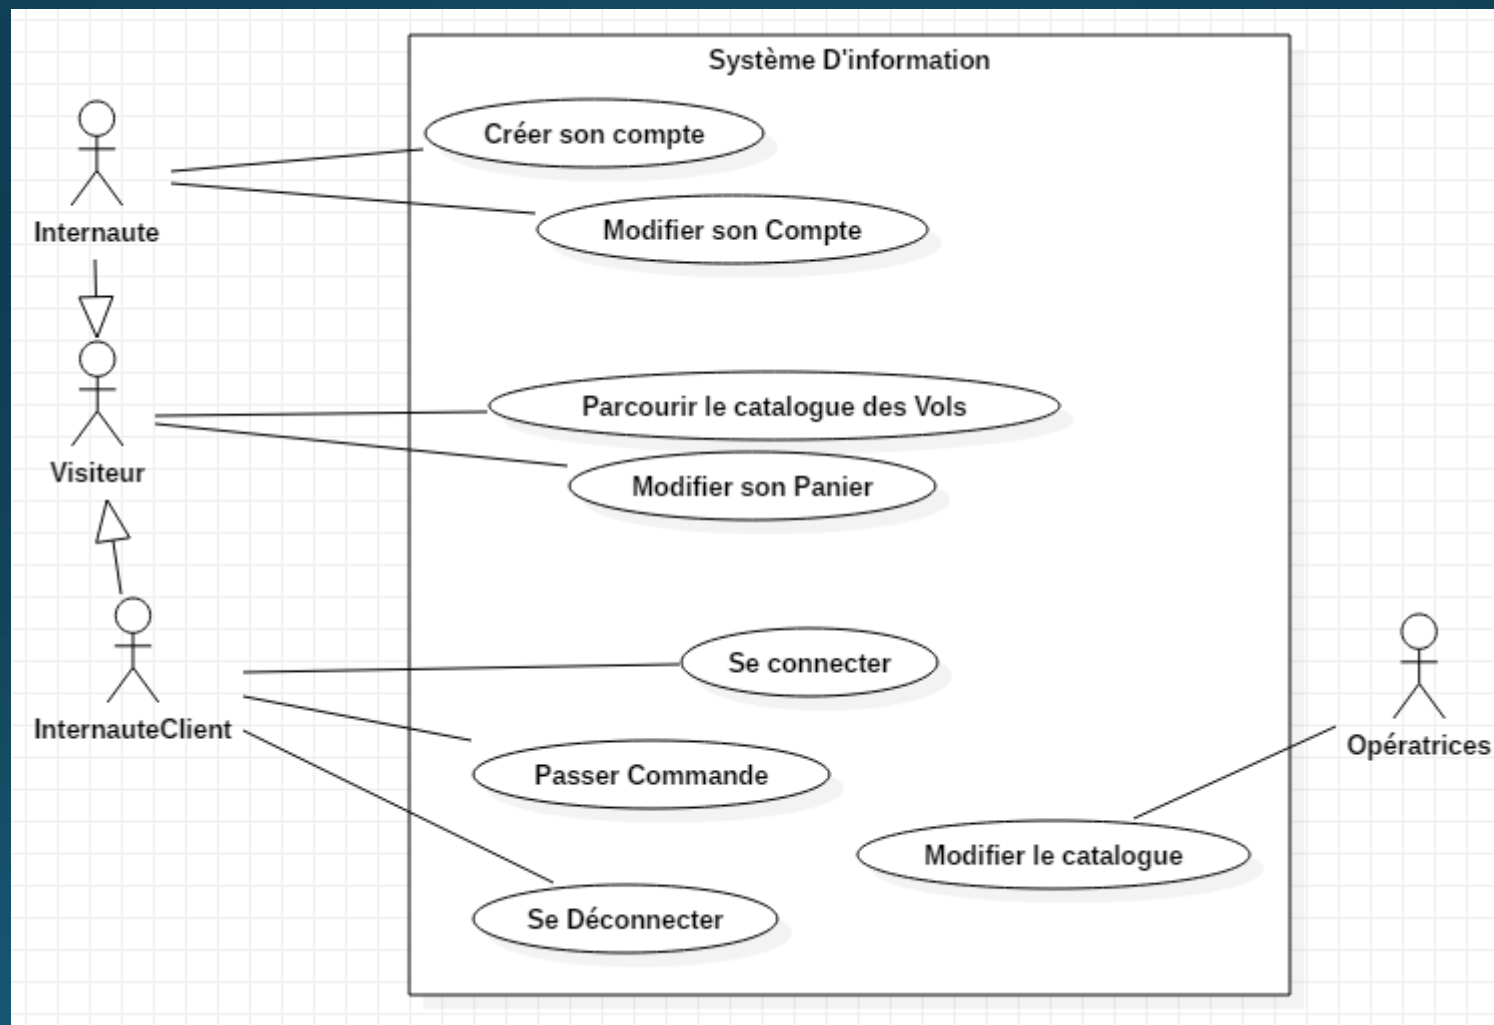 Système D'information
Créer son compte
Modifier son Compte
Internaute
Parcourir le catalogue des Vols
Visiteur
Modifier son Panier
Se connecter
InternauteClient
Opératrices
Passer Commande
Modifier le catalogue
Se Déconnecter